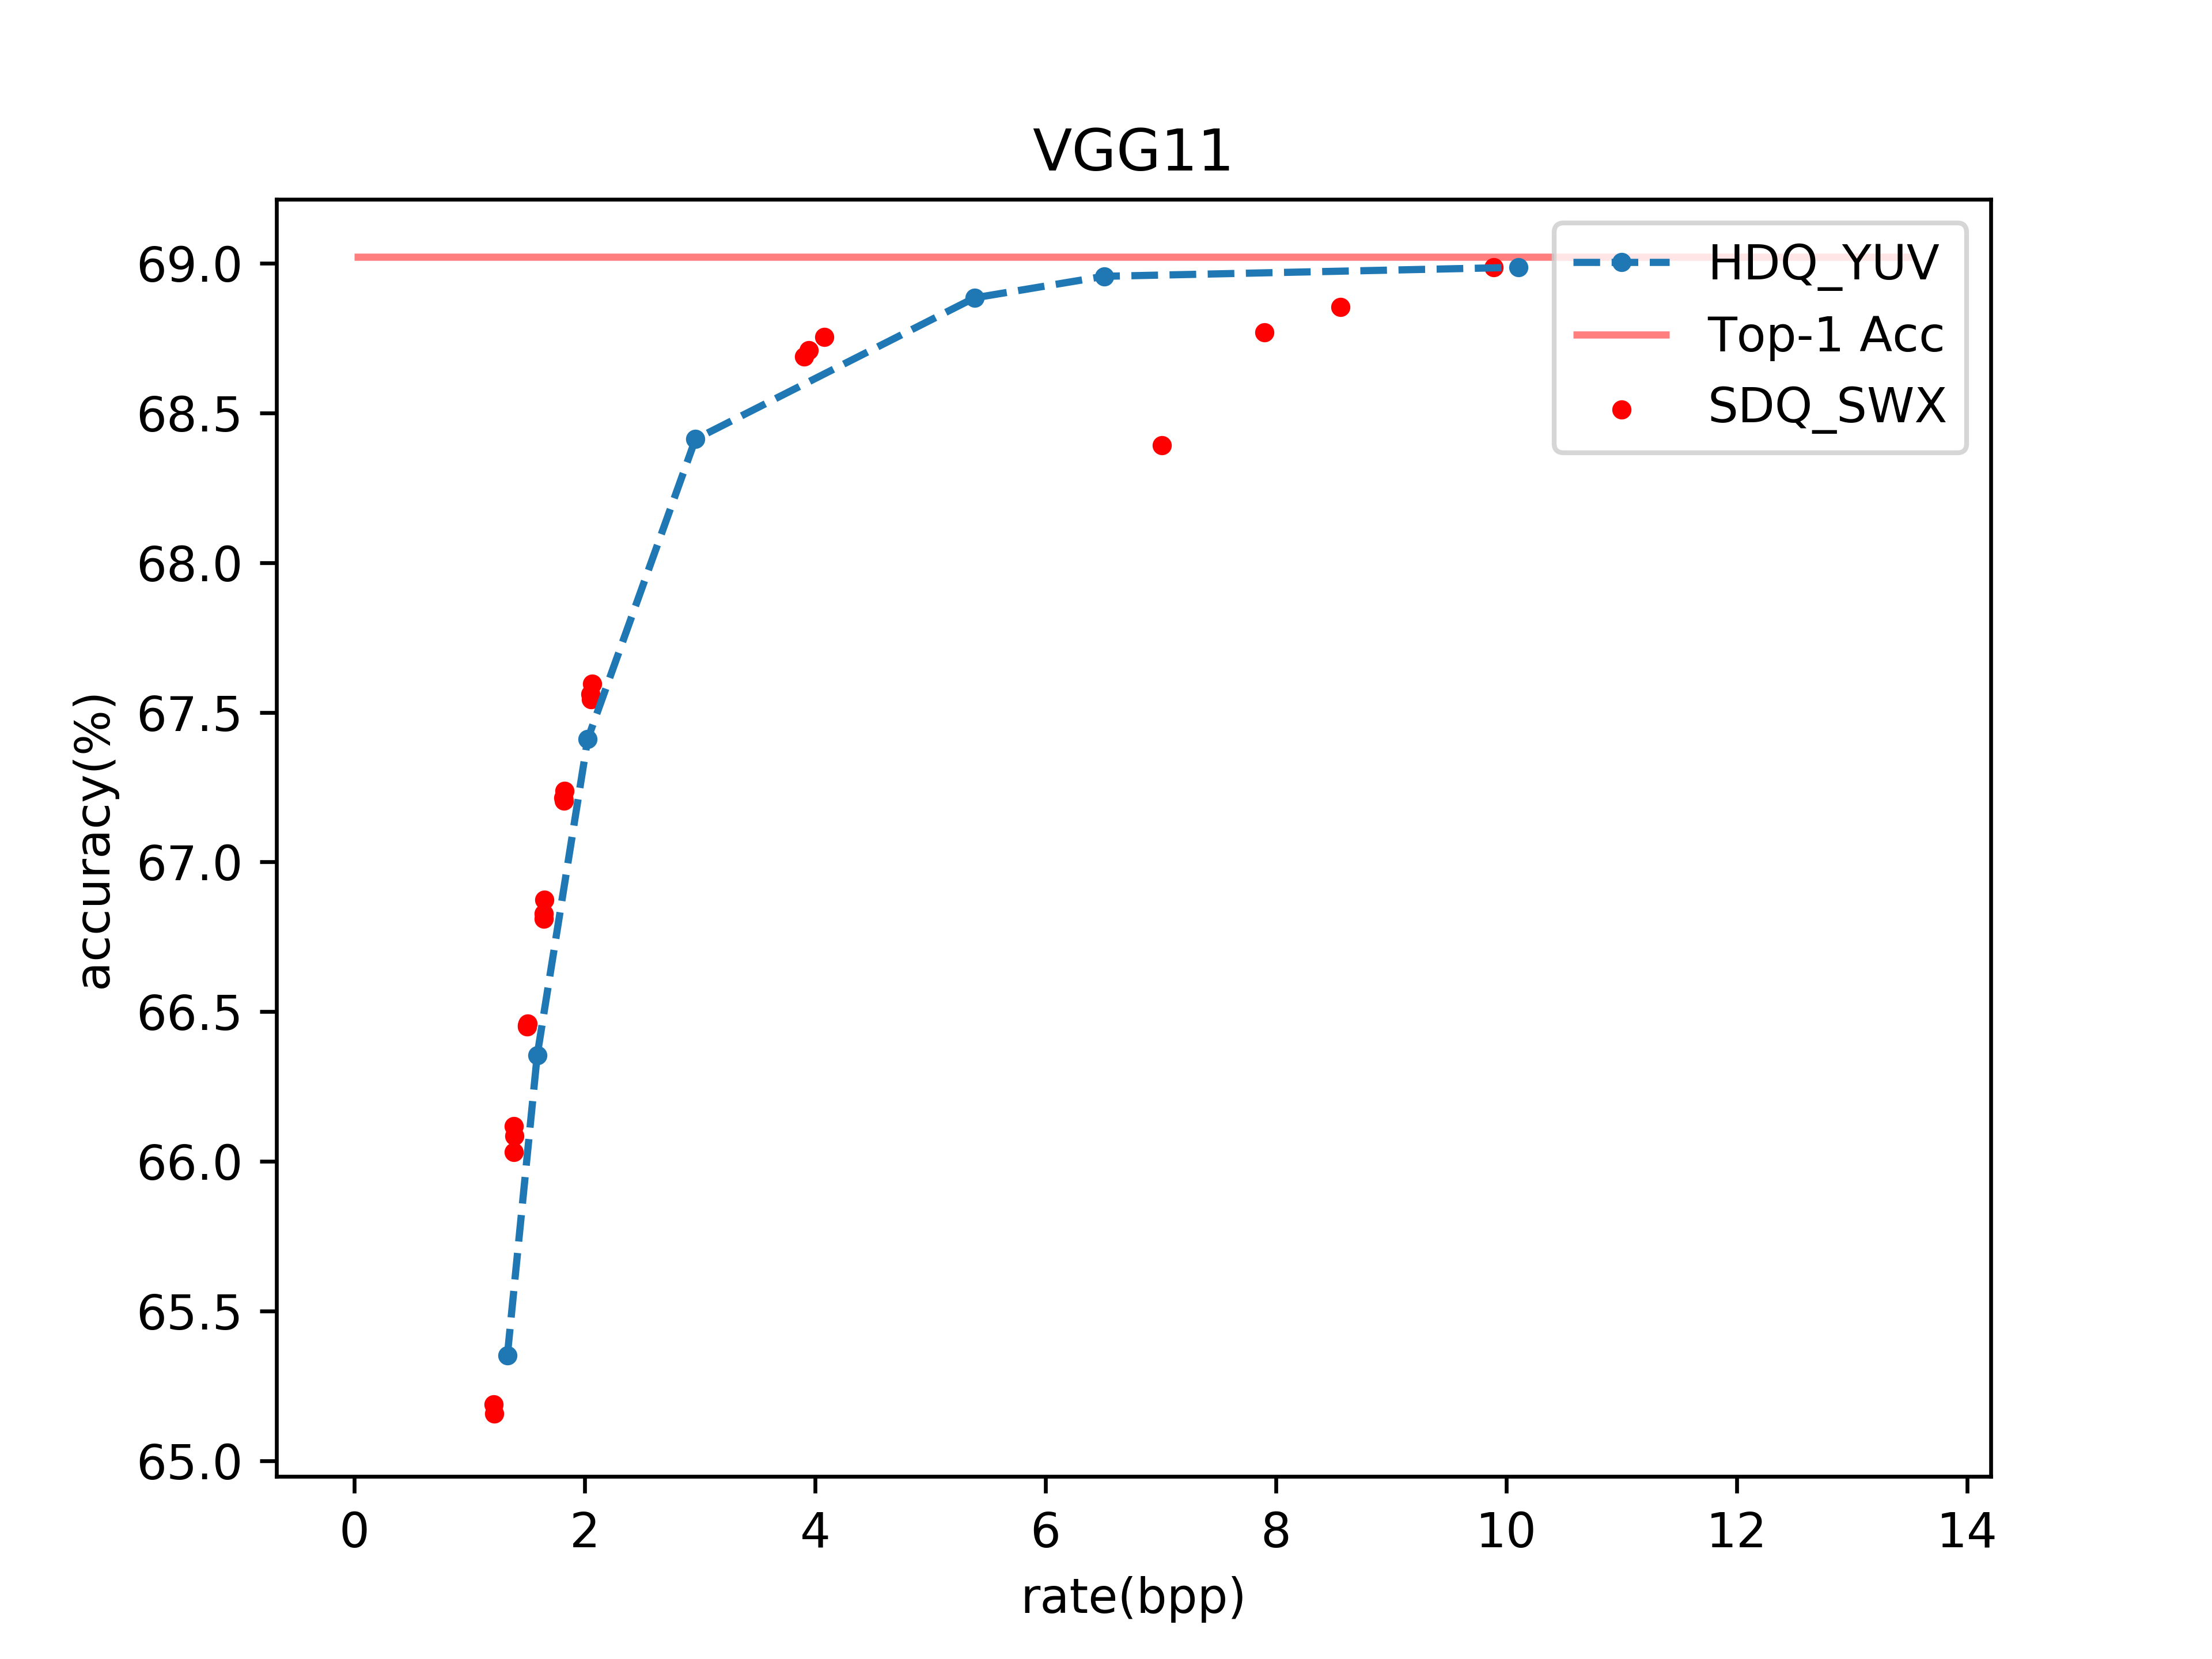 VGG11
HDQ_YUV
Top-1 Acc
SDQ_SWX
69.0
68.5
68.0
67.5
67.0
66.5
66.0
65.5
65.0
accuracy(%)
0 2 4 6 8 10 12 14
rate(bpp)